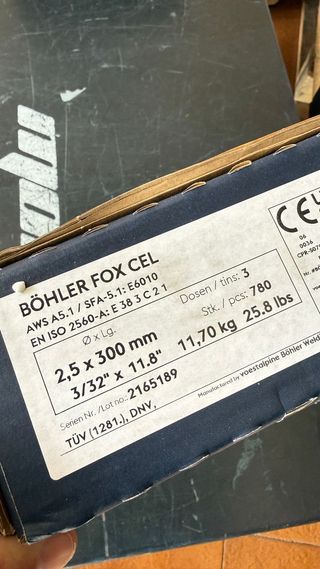 BÖHLER FOX CEL
AWS A5.1 / SFA-5.1: E6010
EN ISO 2560-A: E 38 3 C 2 1
Ø x Lg.
2,5 x 300 mm
3/32" x 11.8"
Dosen / tins: 3
Stk. / pcs: 780
11,70 kg 25.8 lbs
Serien Nr. /Lot no.: 2165189
Manufactured by voestalpine Böhler Weld
TÜV (1281.), DNV,
CE
06
0036